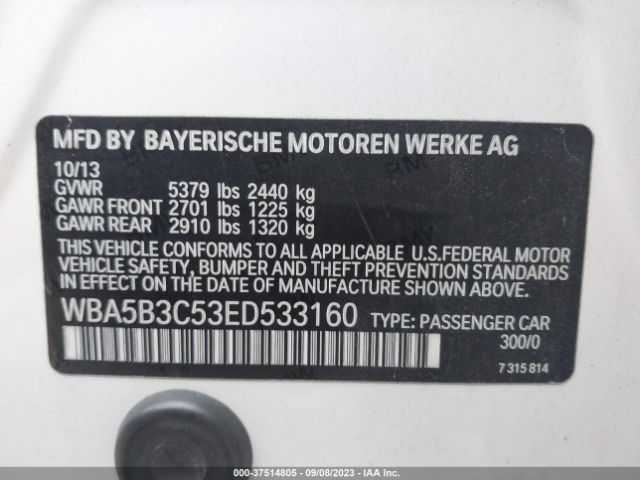 MFD BY BAYERISCHE MOTOREN WERKE AG
10/13
GVWR 5379 lbs 2440 kg
GAWR FRONT 2701 lbs 1225 kg
GAWR REAR 2910 lbs 1320 kg
THIS VEHICLE CONFORMS TO ALL APPLICABLE U.S.FEDERAL MOTOR
VEHICLE SAFETY, BUMPER, AND THEFT PREVENTION STANDARDS
IN EFFECT ON THE DATE OF MANUFACTURE SHOWN ABOVE.
WBA5B3C53ED533160 TYPE: PASSENGER CAR
300/0
7 315 814
000-37514805 - 09/08/2023 - IAAI.COM